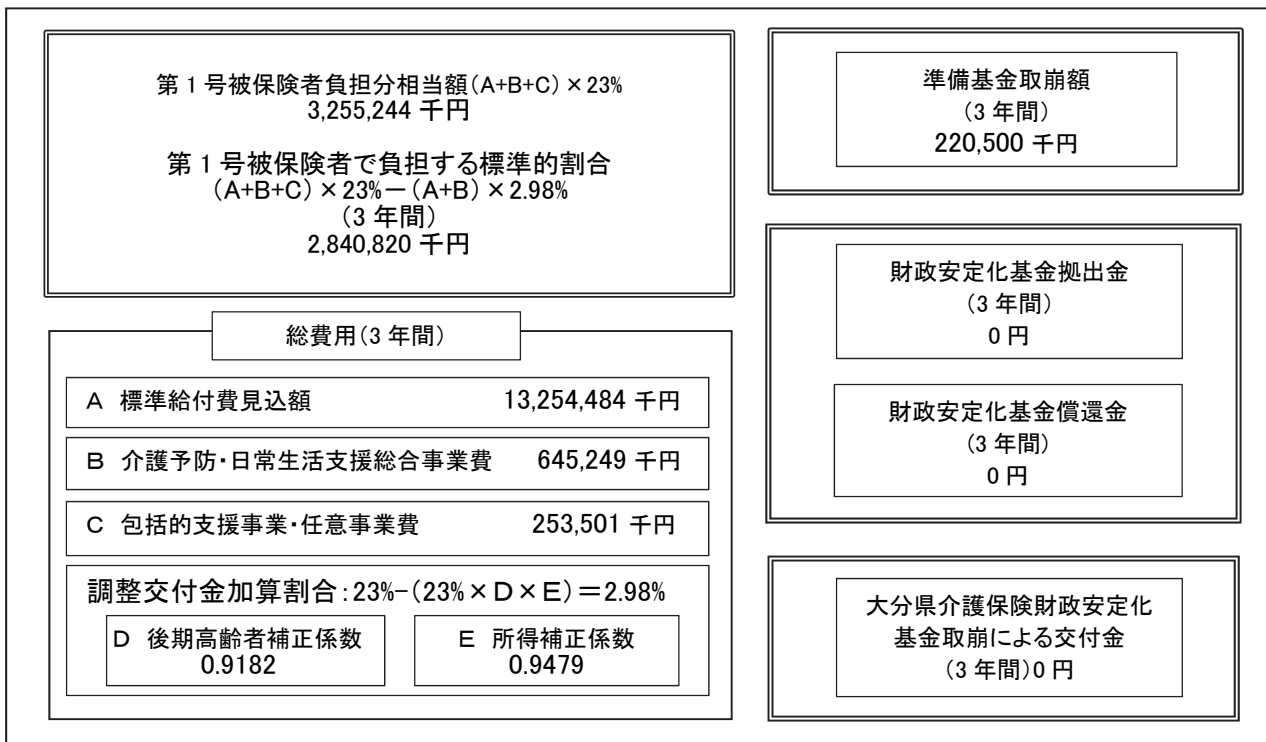 第1号被保険者負担分相当額(A+B+C)×23%
3,255,244 千円
第1号被保険者で負担する標準的割合
(A+B+C)×23%－(A+B)×2.98%
(3 年間)
2,840,820 千円
総費用(3 年間)
A 標準給付費見込額 13,254,484 千円
B 介護予防・日常生活支援総合事業費 645,249 千円
C 包括的支援事業・任意事業費 253,501 千円
調整交付金加算割合:23%-(23%×D×E)=2.98%
D 後期高齢者補正係数
0.9182
E 所得補正係数
0.9479
準備基金取崩額
(3 年間)
220,500 千円
財政安定化基金拠出金
(3 年間)
0 円
財政安定化基金償還金
(3 年間)
0 円
大分県介護保険財政安定化
基金取崩による交付金
(3 年間)0 円